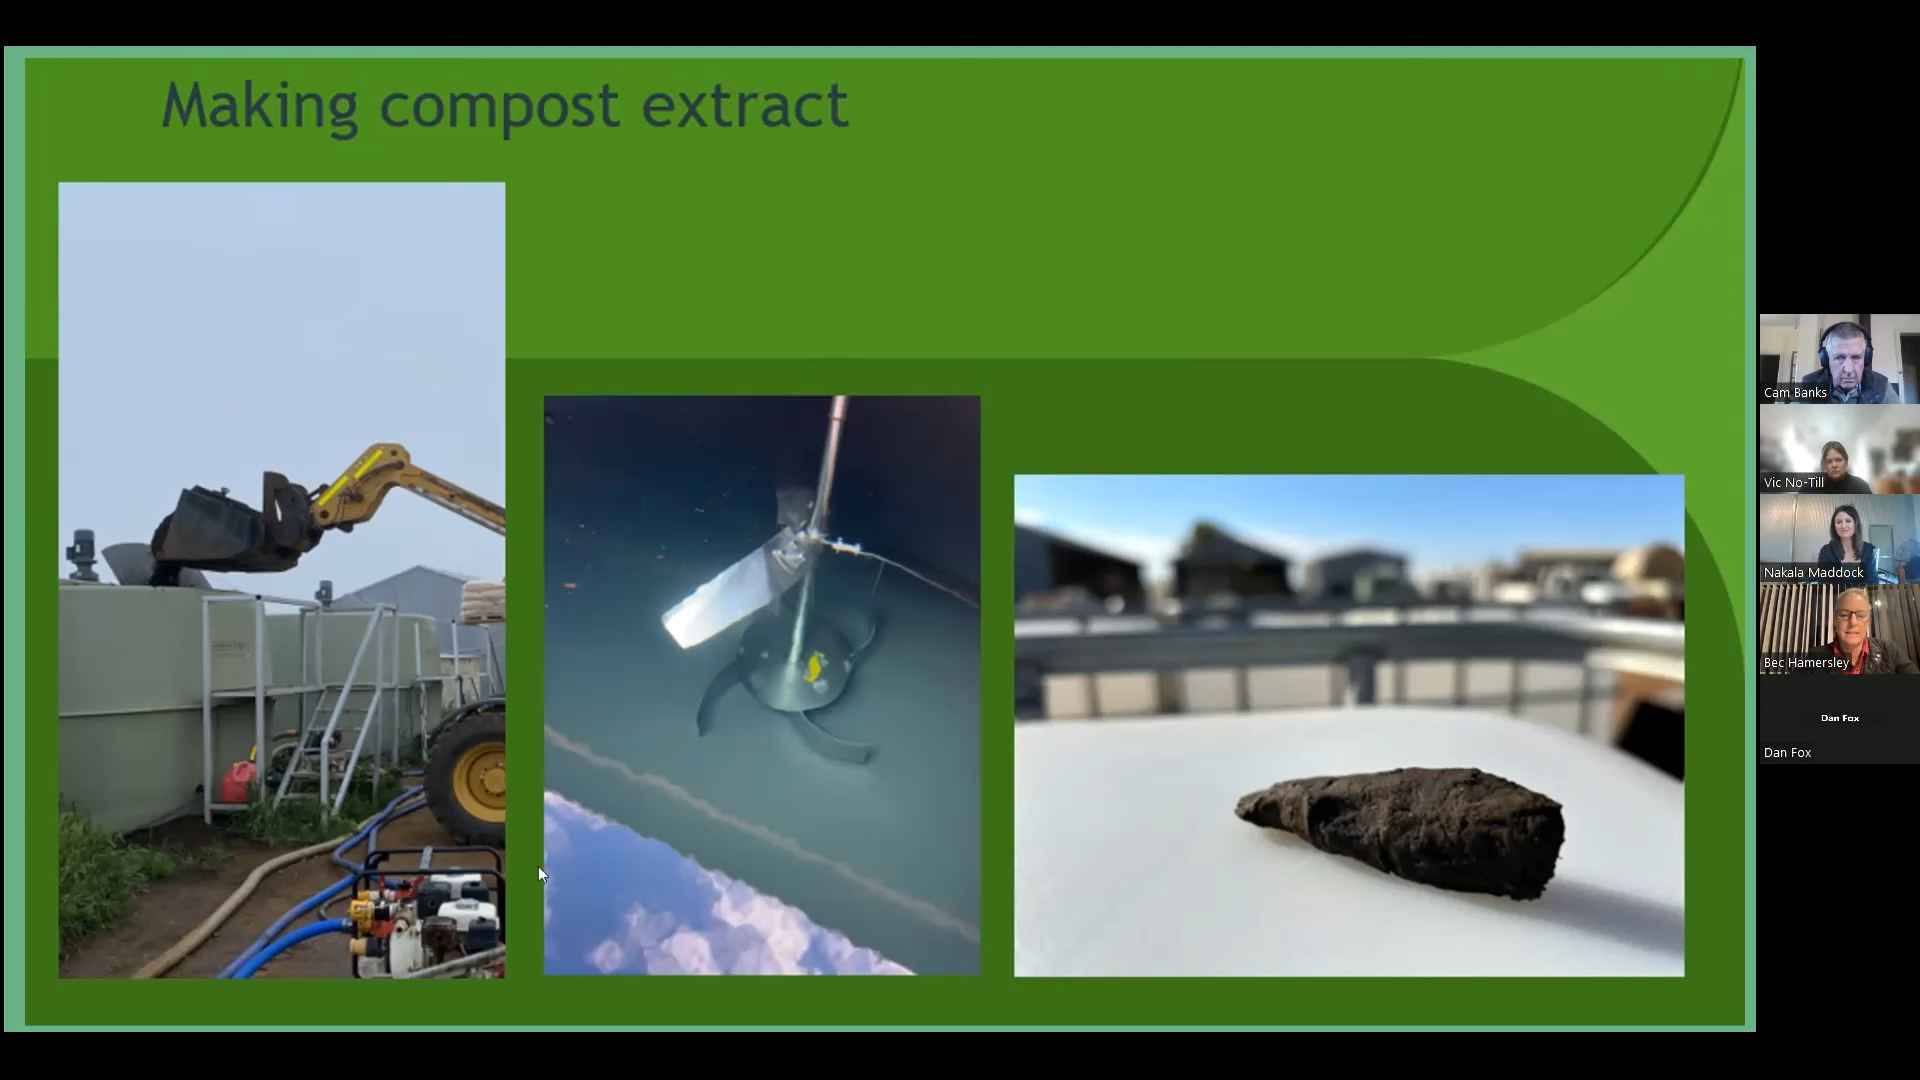 Making compost extract
Cam Banks
Vic No-Till
Nakala Maddock
Bec Hamersley
Dan Fox
Dan Fox